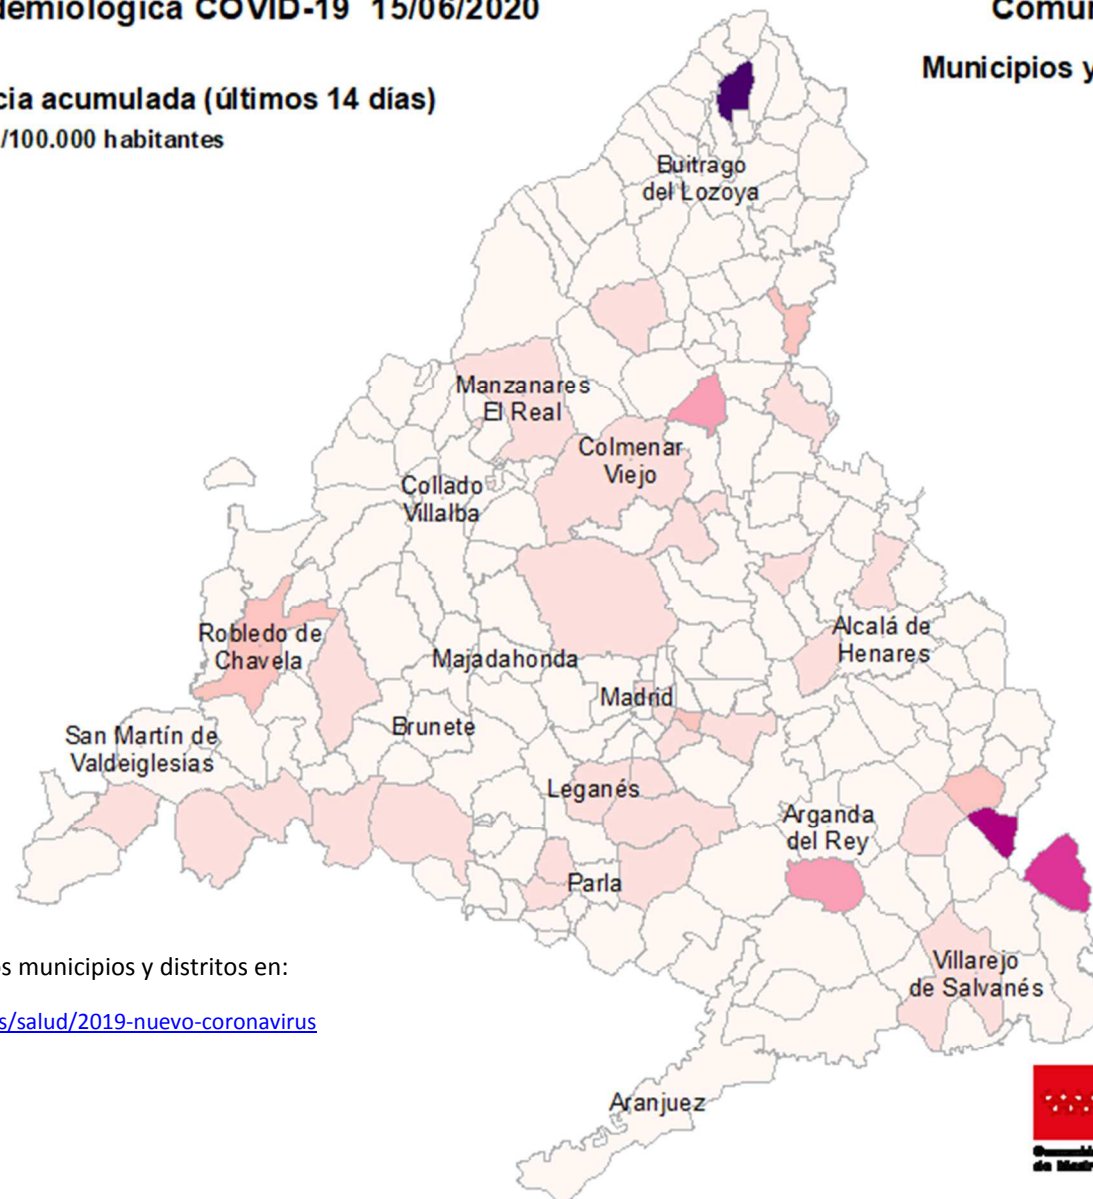 demiológica COVID-19 15/06/2020
Comun
Municipios y
cia acumulada (últimos 14 días)
/100.000 habitantes
Buitrago
del Lozoya
Manzanares
El Real
Colmenar
Viejo
Collado
Villalba
Robledo de
Chavela
Alcalá de
Henares
Majadahonda
Madrid
Brunete
San Martín de
Valdeiglesias
Leganés
Arganda
del Rey
Parla
Villarejo
de Salvanés
os municipios y distritos en:
s/salud/2019-nuevo-coronavirus
Aranjuez